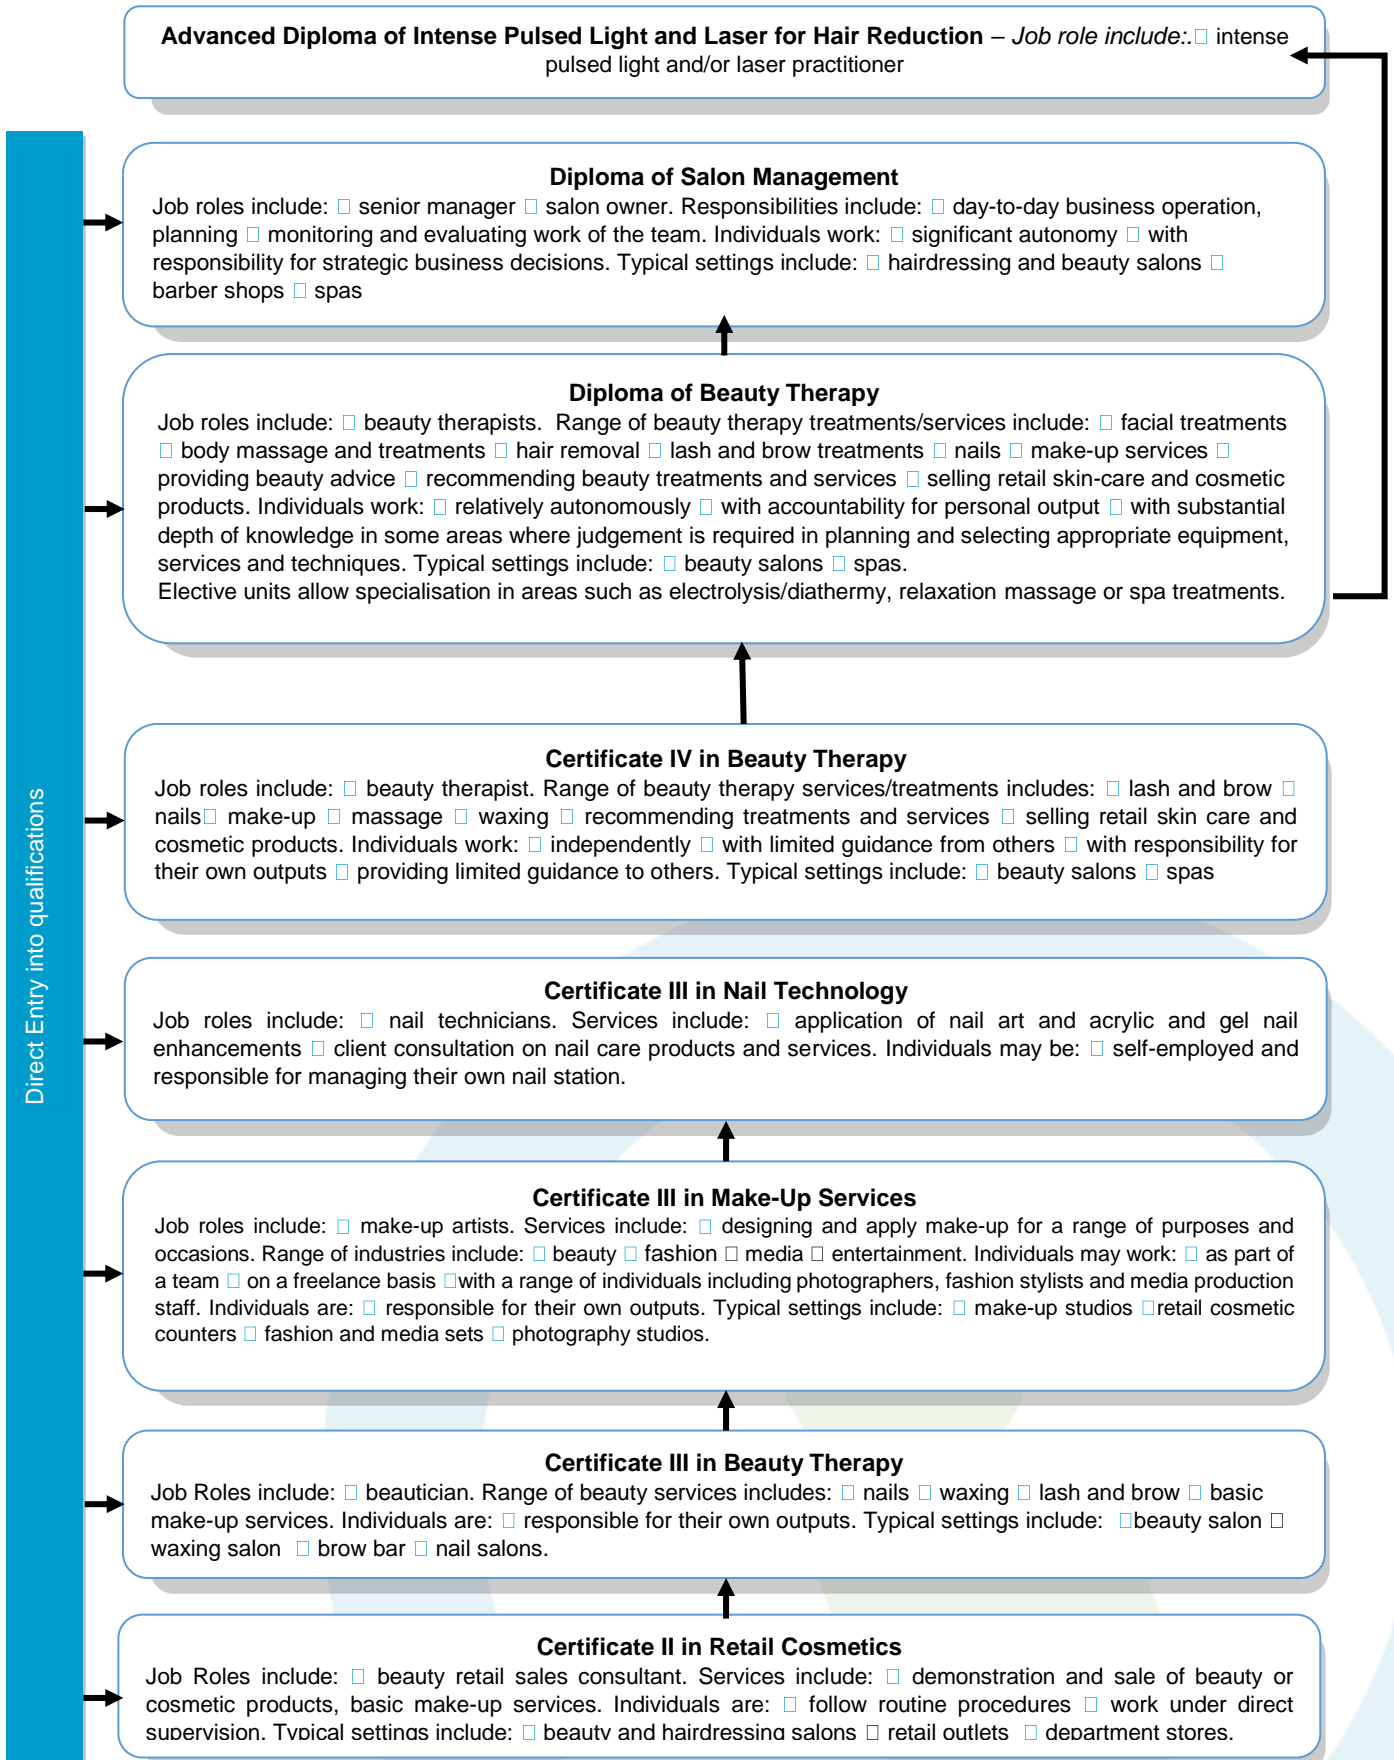 Advanced Diploma of Intense Pulsed Light and Laser for Hair Reduction – Job role include:. intense
pulsed light and/or laser practitioner
Direct Entry into qualifications
Diploma of Salon Management
Job roles include: senior manager salon owner. Responsibilities include: day-to-day business operation,
planning monitoring and evaluating work of the team. Individuals work: significant autonomy with
responsibility for strategic business decisions. Typical settings include: hairdressing and beauty salons
barber shops spas
Diploma of Beauty Therapy
Job roles include: beauty therapists. Range of beauty therapy treatments/services include: facial treatments
body massage and treatments hair removal lash and brow treatments nails make-up services
providing beauty advice recommending beauty treatments and services selling retail skin-care and cosmetic
products. Individuals work: relatively autonomously with accountability for personal output with substantial
depth of knowledge in some areas where judgement is required in planning and selecting appropriate equipment,
services and techniques. Typical settings include: beauty salons spas.
Elective units allow specialisation in areas such as electrolysis/diathermy, relaxation massage or spa treatments.
Certificate IV in Beauty Therapy
Job roles include: beauty therapist. Range of beauty therapy services/treatments includes: lash and brow
nails make-up massage waxing recommending treatments and services selling retail skin care and
cosmetic products. Individuals work: independently with limited guidance from others with responsibility for
their own outputs providing limited guidance to others. Typical settings include: beauty salons spas
Certificate III in Nail Technology
Job roles include: nail technicians. Services include: application of nail art and acrylic and gel nail
enhancements client consultation on nail care products and services. Individuals may be: self-employed and
responsible for managing their own nail station.
Certificate III in Make-Up Services
Job roles include: make-up artists. Services include: designing and apply make-up for a range of purposes and
occasions. Range of industries include: beauty fashion media entertainment. Individuals may work: as part of
a team on a freelance basis with a range of individuals including photographers, fashion stylists and media production
staff. Individuals are: responsible for their own outputs. Typical settings include: make-up studios retail cosmetic
counters fashion and media sets photography studios.
Certificate III in Beauty Therapy
Job Roles include: beautician. Range of beauty services includes: nails waxing lash and brow basic
make-up services. Individuals are: responsible for their own outputs. Typical settings include: beauty salon
waxing salon brow bar nail salons.
Certificate II in Retail Cosmetics
Job Roles include: beauty retail sales consultant. Services include: demonstration and sale of beauty or
cosmetic products, basic make-up services. Individuals are: follow routine procedures work under direct
supervision. Typical settings include: beauty and hairdressing salons retail outlets department stores.